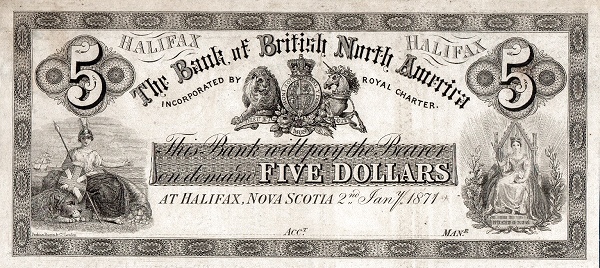 HALIFAX HALIFAX
5 5
The Bank of British North America
INCORPORATED BY ROYAL CHARTER.
This Bank will pay the Bearer
on demand FIVE DOLLARS
AT HALIFAX, NOVA SCOTIA 2nd Jany. 1871
ACCT. MANR.